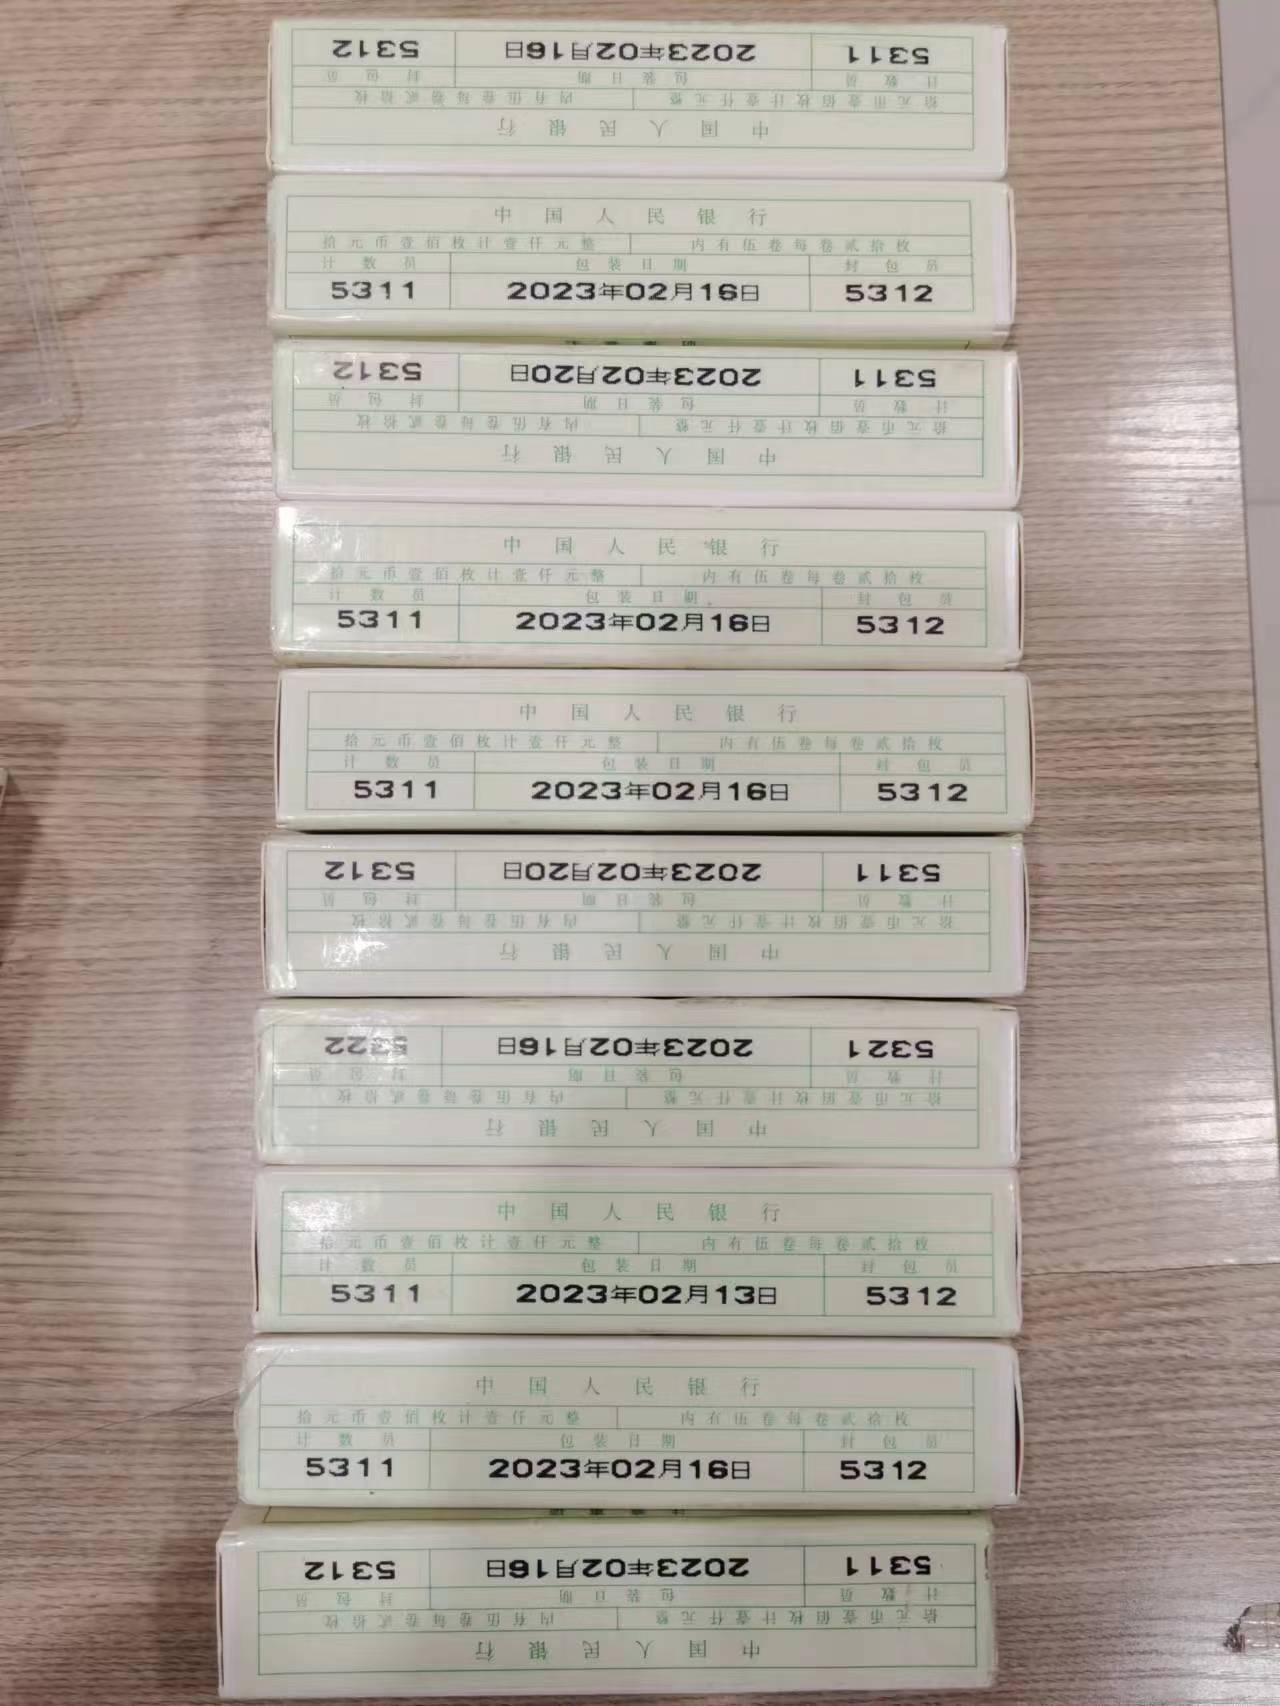 中国人民银行
拾元币壹佰枚计壹仟元整 内有伍卷每卷贰拾枚
计数员 包装日期 封包员
5311 2023年02月16日 5312
中国人民银行
拾元币壹佰枚计壹仟元整 内有伍卷每卷贰拾枚
计数员 包装日期 封包员
5311 2023年02月16日 5312
中国人民银行
拾元币壹佰枚计壹仟元整 内有伍卷每卷贰拾枚
计数员 包装日期 封包员
5311 2023年02月20日 5312
中国人民银行
拾元币壹佰枚计壹仟元整 内有伍卷每卷贰拾枚
计数员 包装日期 封包员
5311 2023年02月16日 5312
中国人民银行
拾元币壹佰枚计壹仟元整 内有伍卷每卷贰拾枚
计数员 包装日期 封包员
5311 2023年02月16日 5312
中国人民银行
拾元币壹佰枚计壹仟元整 内有伍卷每卷贰拾枚
计数员 包装日期 封包员
5311 2023年02月20日 5312
中国人民银行
拾元币壹佰枚计壹仟元整 内有伍卷每卷贰拾枚
计数员 包装日期 封包员
5321 2023年02月16日 5322
中国人民银行
拾元币壹佰枚计壹仟元整 内有伍卷每卷贰拾枚
计数员 包装日期 封包员
5311 2023年02月13日 5312
中国人民银行
拾元币壹佰枚计壹仟元整 内有伍卷每卷贰拾枚
计数员 包装日期 封包员
5311 2023年02月16日 5312
中国人民银行
拾元币壹佰枚计壹仟元整 内有伍卷每卷贰拾枚
计数员 包装日期 封包员
5311 2023年02月16日 5312